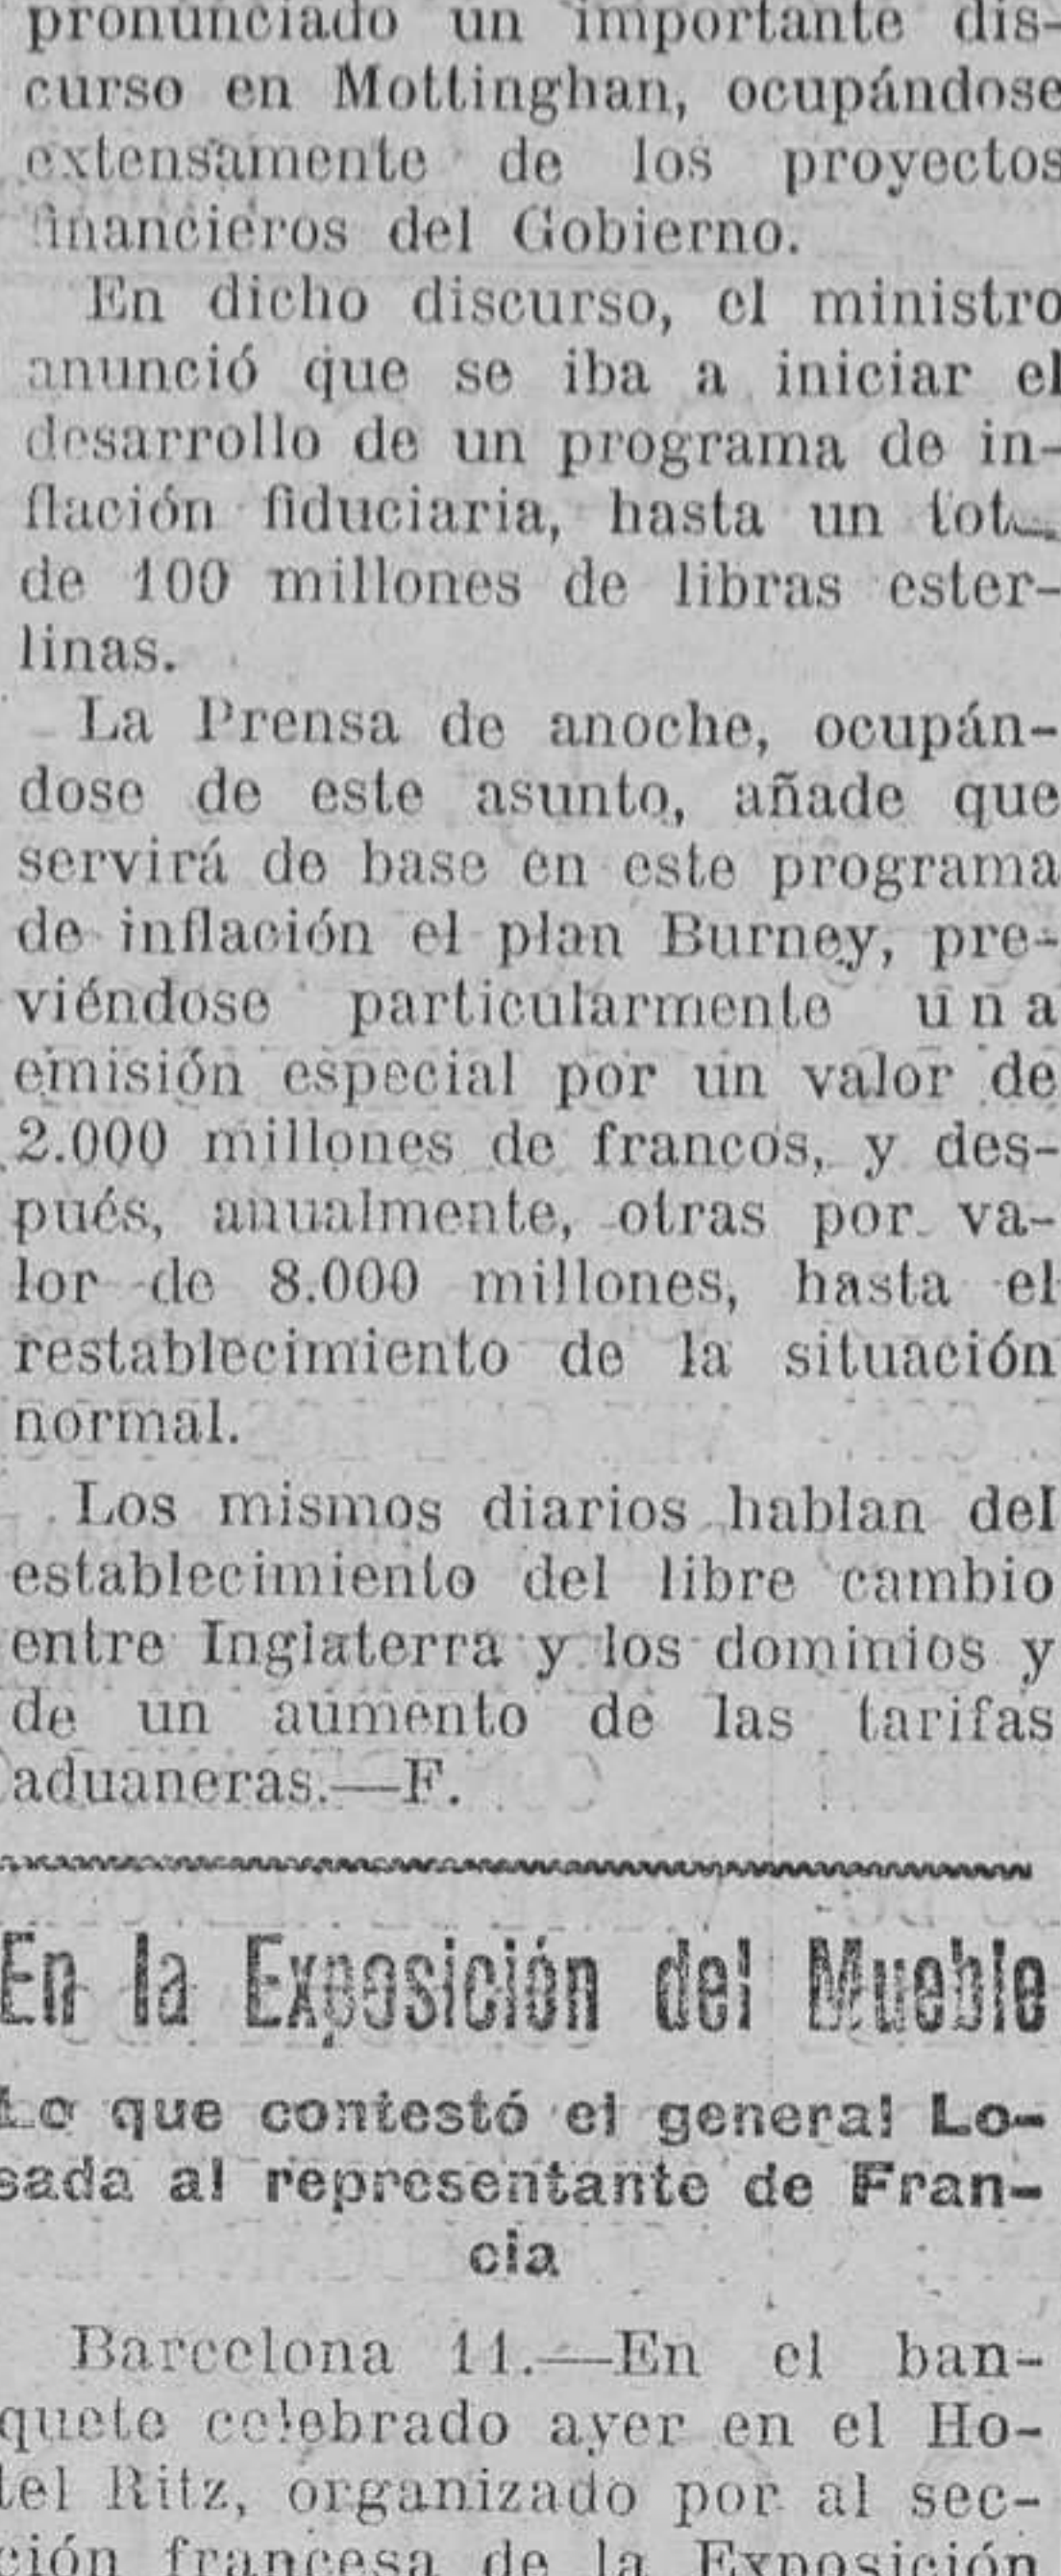 pronunciado un importante dis-
curso en Mottinghan, ocupándose
extensamente de los proyectos
financieros del Gobierno.
En dicho discurso, el ministro
anunció que se iba a iniciar el
desarrollo de un programa de in-
flación fiduciaria, hasta un
de 100 millones de libras ester-
linas.
La Prensa de anoche, ocupán-
dose de este asunto, añade que
servirá de base en este programa
de inflación el plan Burney, pre-
viéndose particularmente una
emisión especial por un valor de
2.000 millones de francos, y des-
pués, anualmente, otras por va-
lor de 8.000 millones, hasta el
restablecimiento de la situación
normal.
Los mismos diarios hablan del
establecimiento del libre cambio
entre Inglaterra y los dominios y
de un aumento de las tarifas
aduaneras.—F.
En la Exposición del Mueble
Lo que contestó el general Lo-
sada al representante de Fran-
cia
Barcelona 11.—En el ban-
quete celebrado ayer en el Ho-
tel Ritz, organizado por al sec-
ción francesa de la Exposición